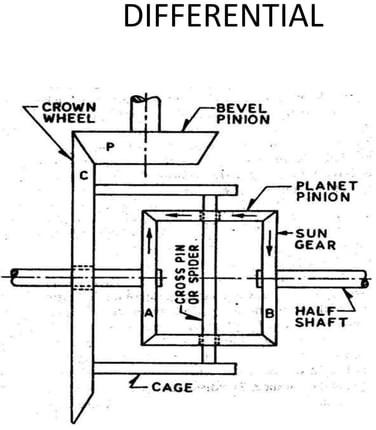 DIFFERENTIAL
CROWN
WHEEL
BEVEL
PINION
P
C
PLANET
PINION
SUN
GEAR
CROSS PIN
OR SPIDER
A
B
HALF
SHAFT
CAGE